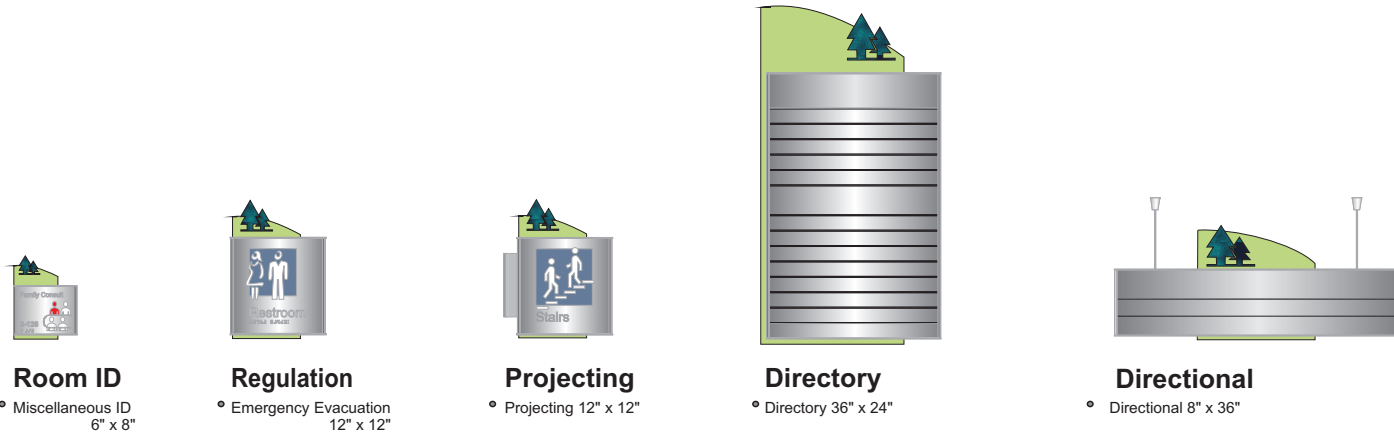 Family Consult
Restroom
Stairs
Room ID
Miscellaneous ID
6" x 8"
Regulation
Emergency Evacuation
12" x 12"
Projecting
Projecting 12" x 12"
Directory
Directory 36" x 24"
Directional
Directional 8" x 36"